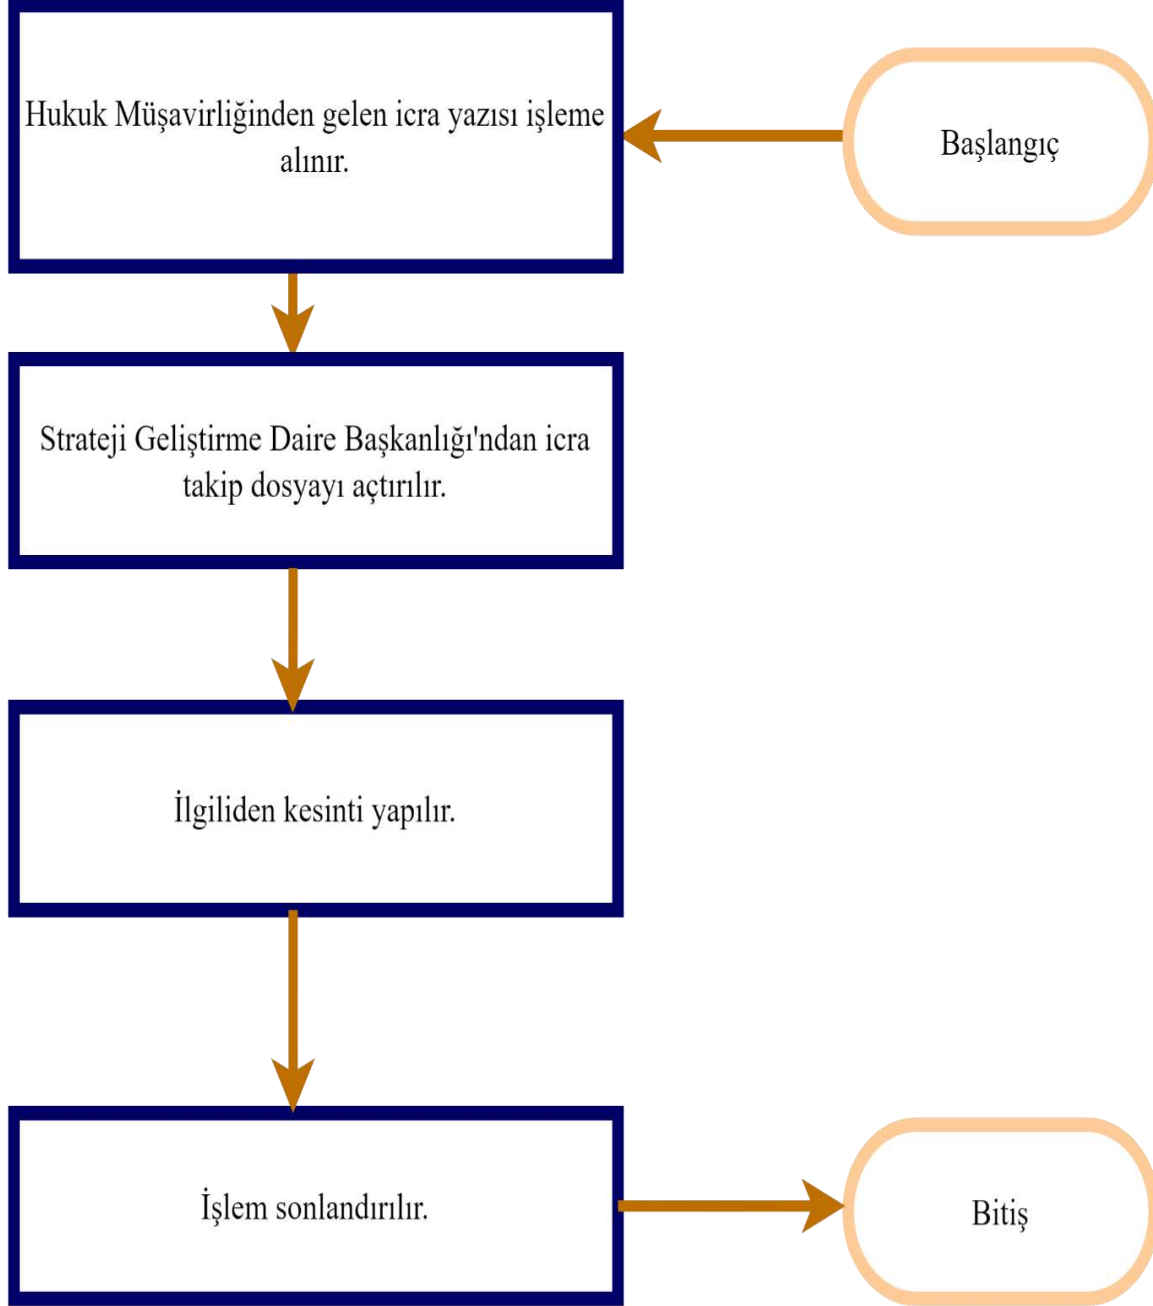 Başlangıç
Hukuk Müşavirliğinden gelen icra yazısı işleme
alınır.
Strateji Geliştirme Daire Başkanlığı'ndan icra
takip dosyayı açtırılır.
İlgiliden kesinti yapılır.
İşlem sonlandırılır.
Bitiş